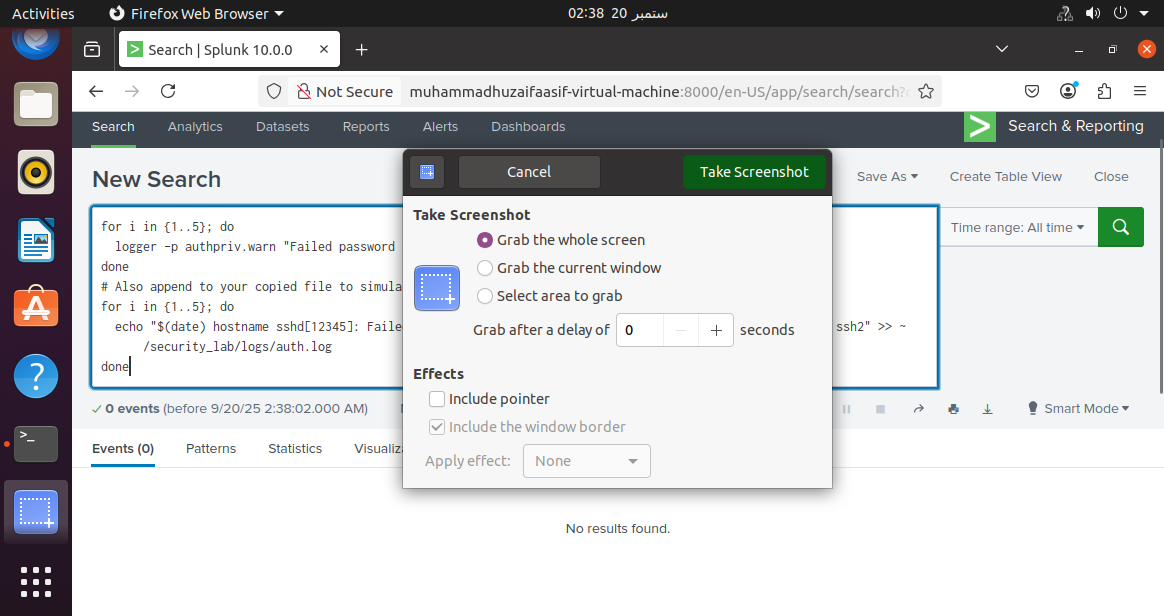 Activities
Firefox Web Browser
02:38 20 ستمبر
Search | Splunk 10.0.0
Not Secure
muhammadhuzaifaasif-virtual-machine:8000/en-US/app/search/search?
Search
Analytics
Datasets
Reports
Alerts
Dashboards
Search & Reporting
New Search
Save As
Create Table View
Close
for i in {1..5}; do
logger -p authpriv.warn "Failed password
done
# Also append to your copied file to simula
for i in {1..5}; do
echo "$(date) hostname sshd[12345]: Faile
ssh2" >> ~
/security_lab/logs/auth.log
done
Time range: All time
Cancel
Take Screenshot
Take Screenshot
Grab the whole screen
Grab the current window
Select area to grab
Grab after a delay of 0 − + seconds
Effects
Include pointer
Include the window border
Apply effect: None
✓ 0 events (before 9/20/25 2:38:02.000 AM)
Smart Mode
Events (0)
Patterns
Statistics
Visualiza
No results found.